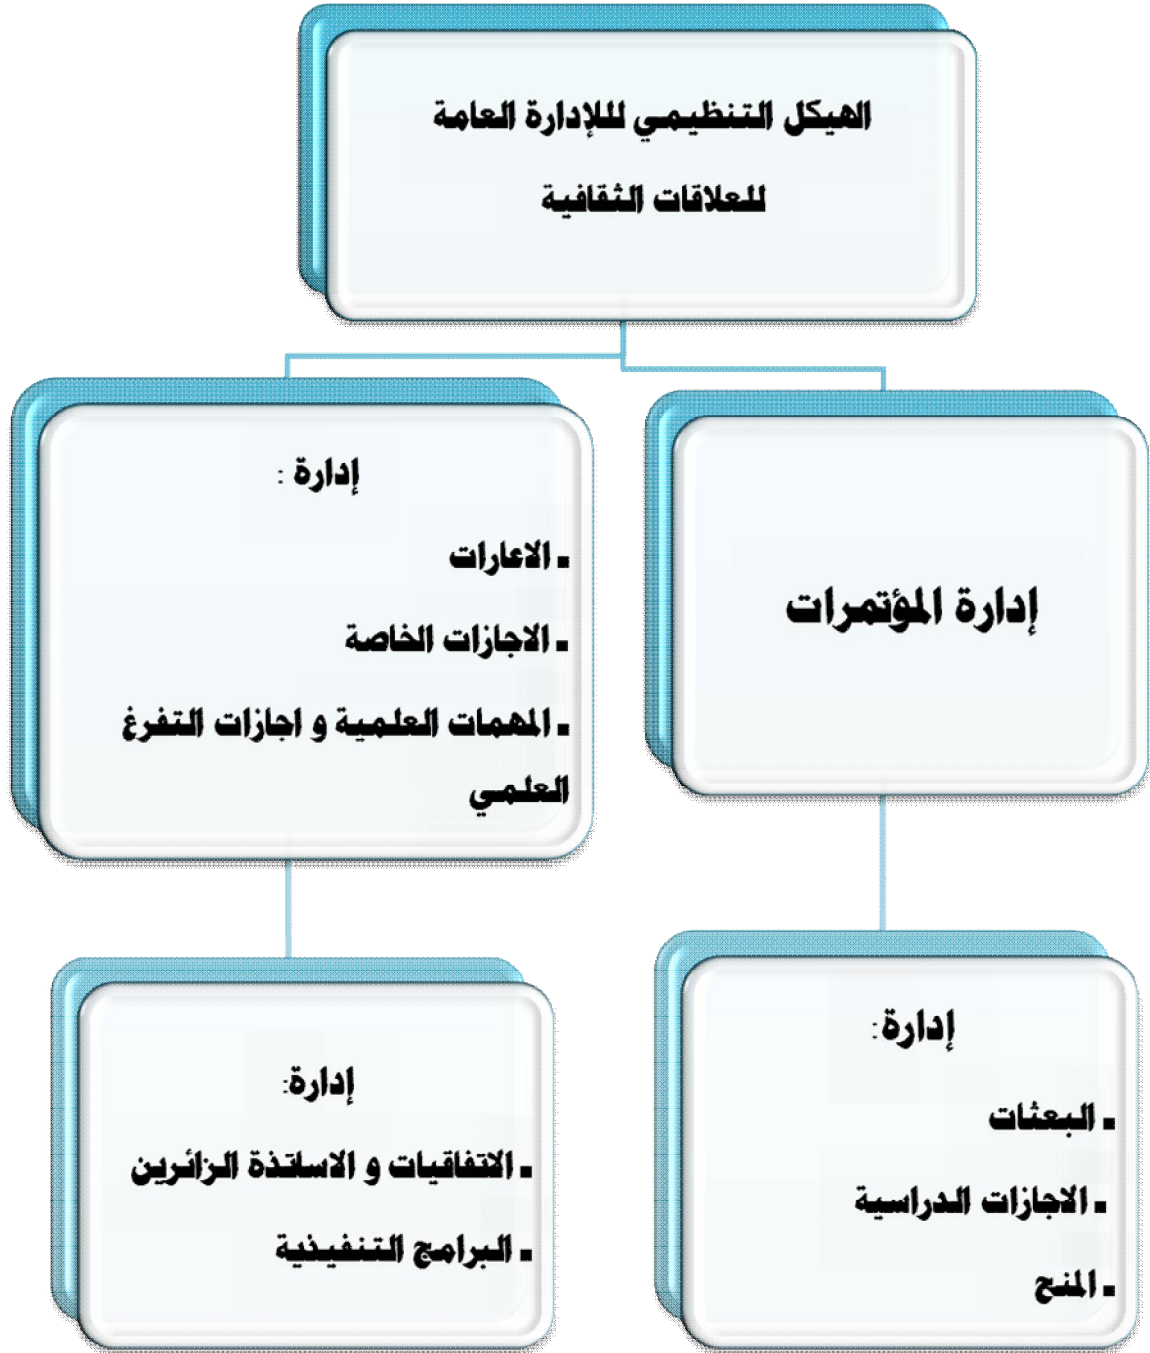 الهيكل التنظيمي للإدارة العامة
للعلاقات الثقافية
إدارة المؤتمرات
إدارة :
▪ الاعارات
▪ الاجازات الخاصة
▪ المهمات العلمية و اجازات التفرغ
العلمي
إدارة:
▪ البعثات
▪ الاجازات الدراسية
▪ المنح
إدارة:
▪ الاتفاقيات و الاساتذة الزائرين
▪ البرامج التنفيذية